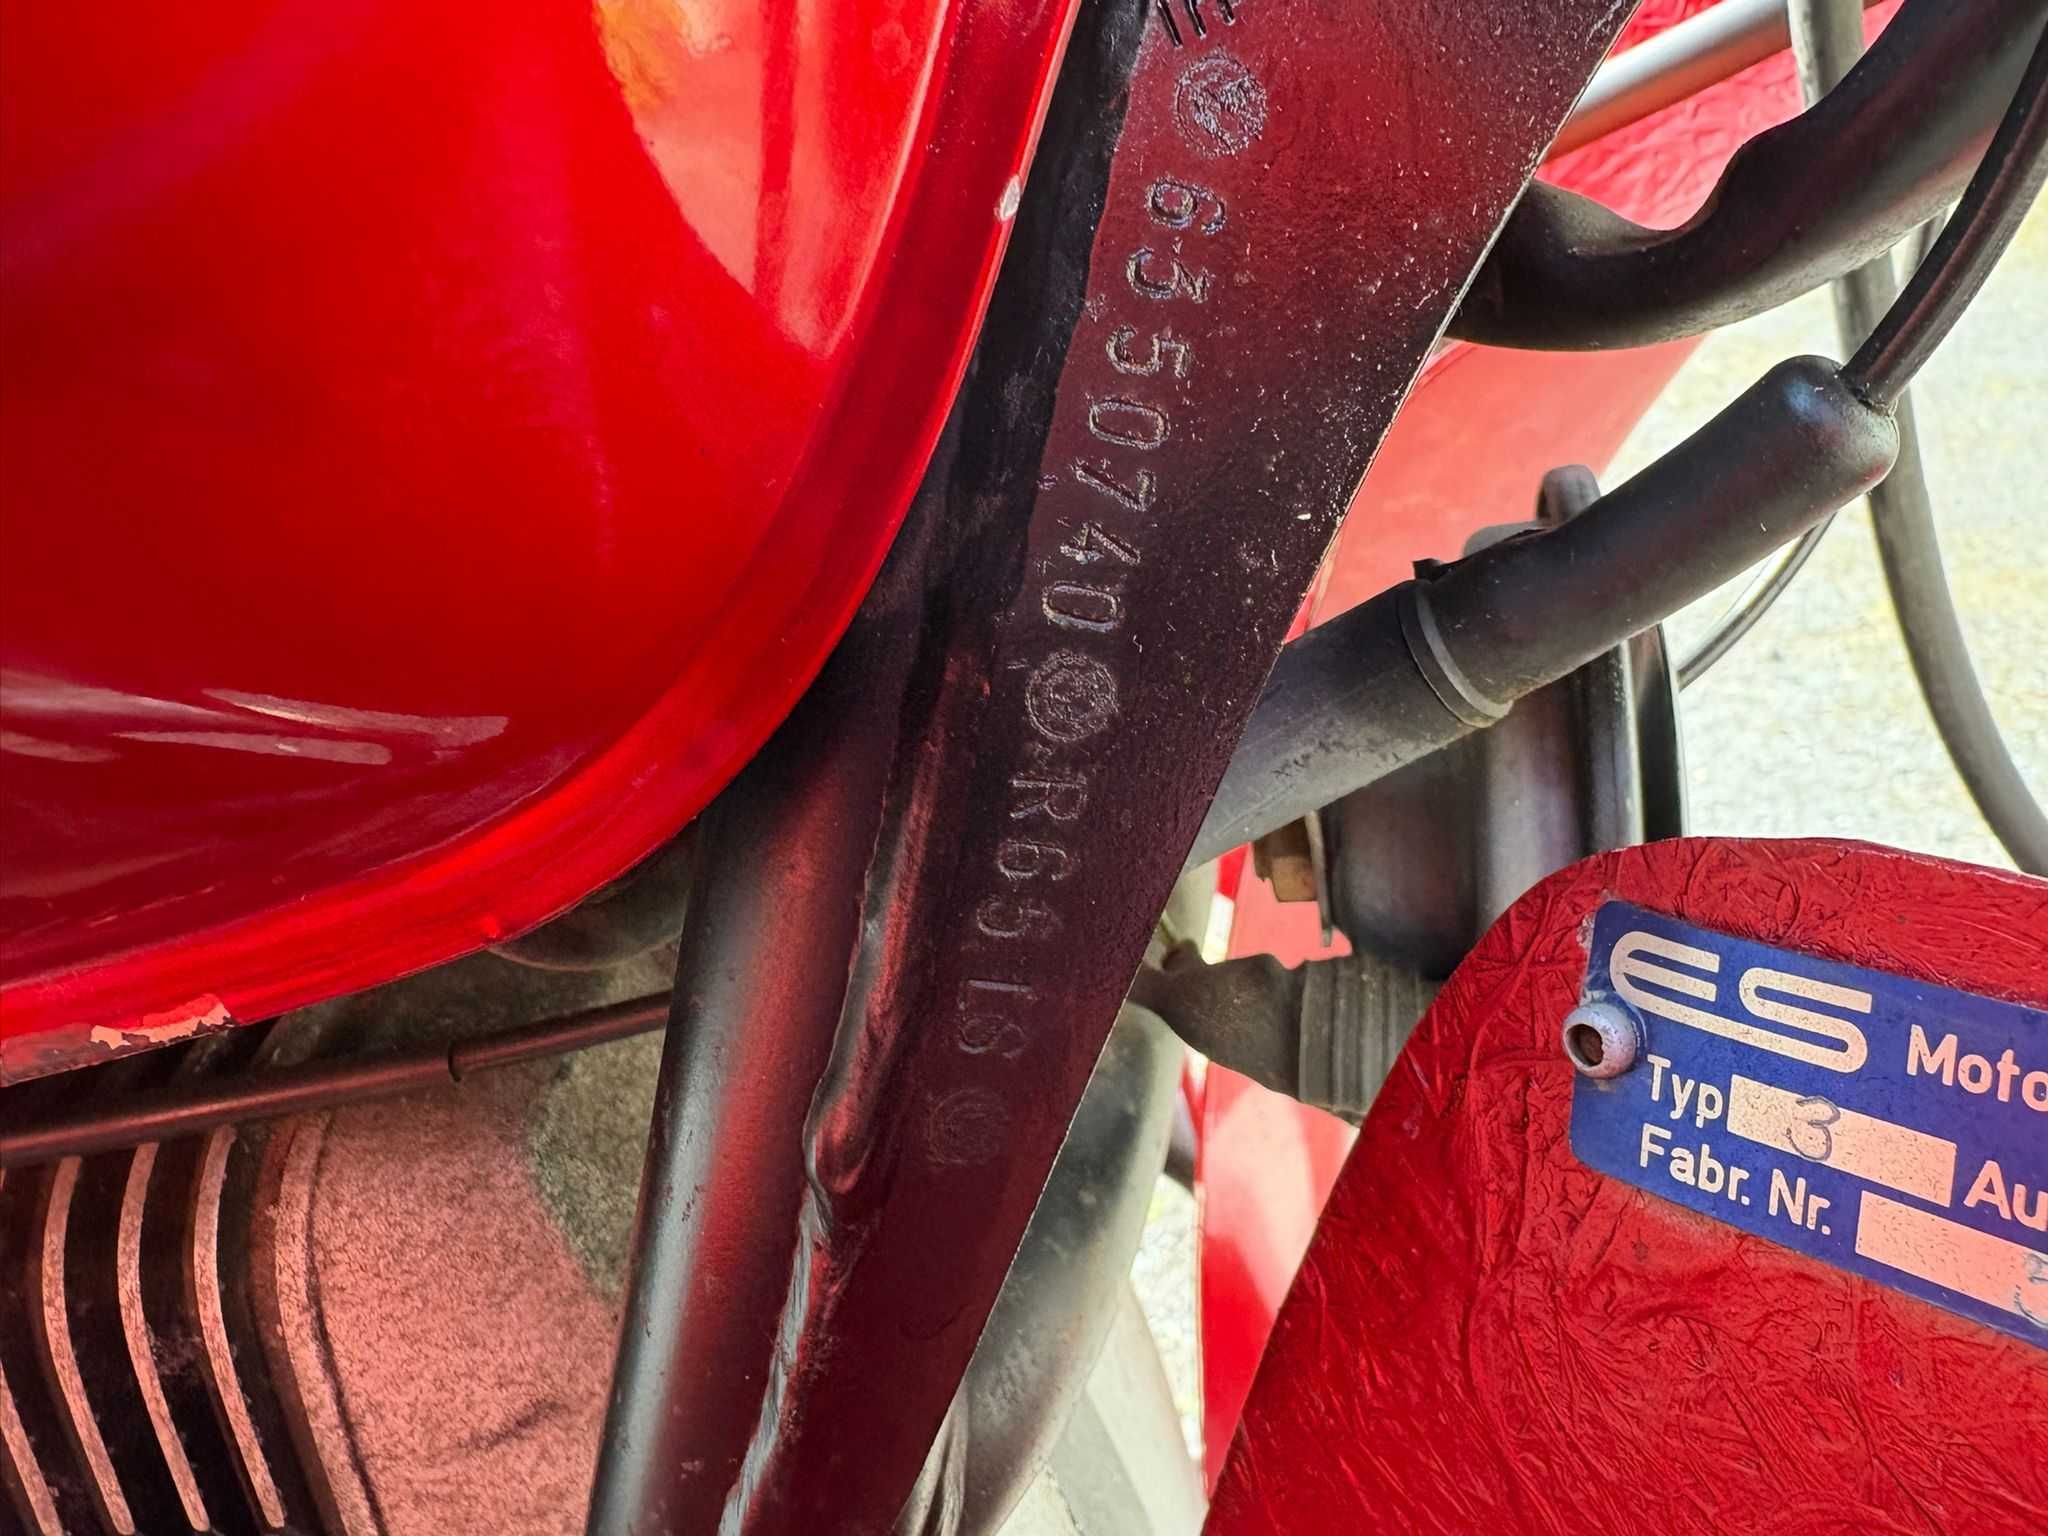 6350740 R65LS
ES Moto
Typ 3 Au
Fabr. Nr.